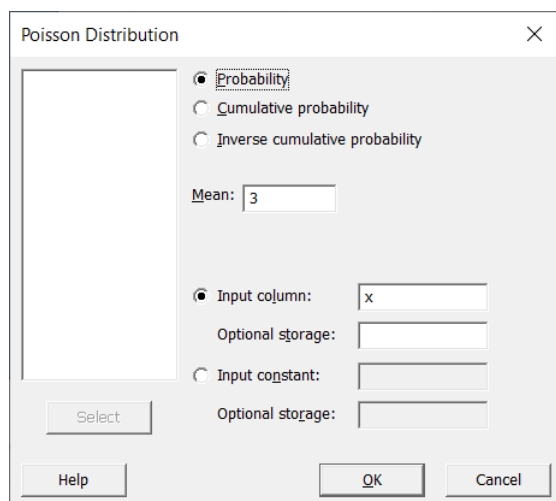 Poisson Distribution
Probability
Cumulative probability
Inverse cumulative probability
Mean: 3
Input column: x
Optional storage:
Input constant:
Optional storage:
Select
Help OK Cancel